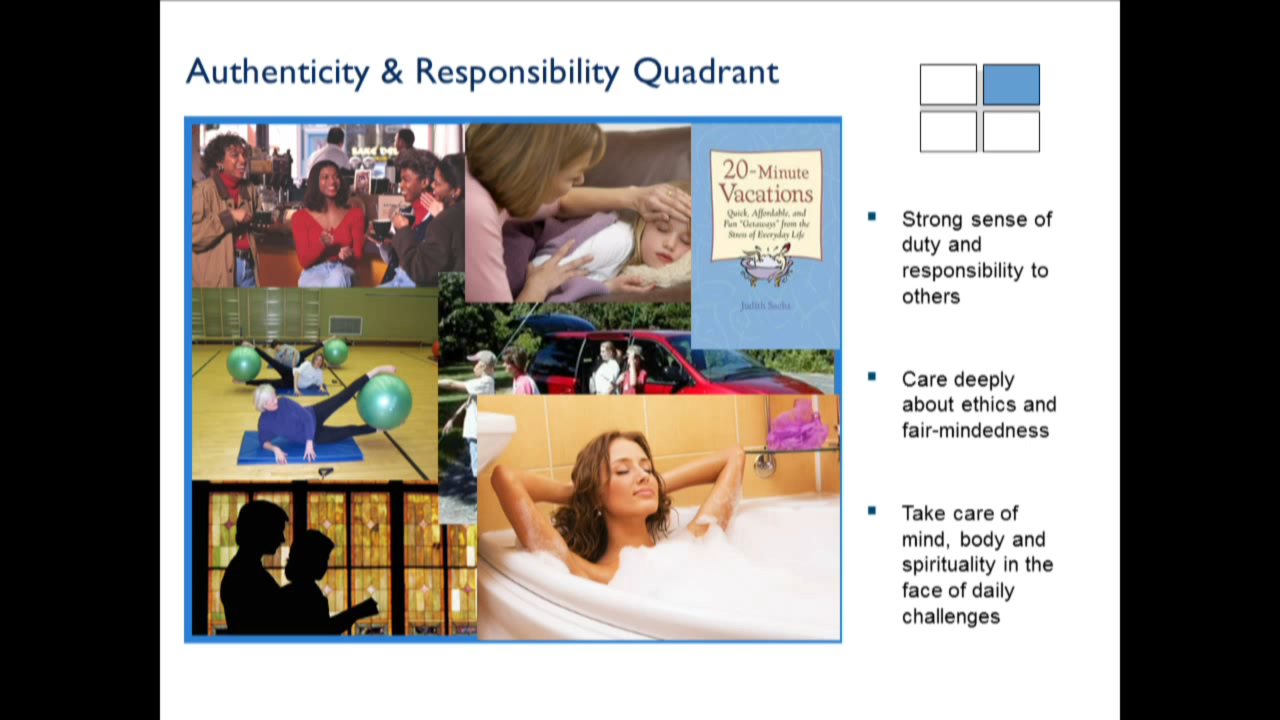 Authenticity & Responsibility Quadrant
20-Minute
Vacations
Quick, Affordable, and
Fun "Getaways" from the
Stress of Everyday Life
Judith Sachs
Strong sense of
duty and
responsibility to
others
Care deeply
about ethics and
fair-mindedness
Take care of
mind, body and
spirituality in the
face of daily
challenges